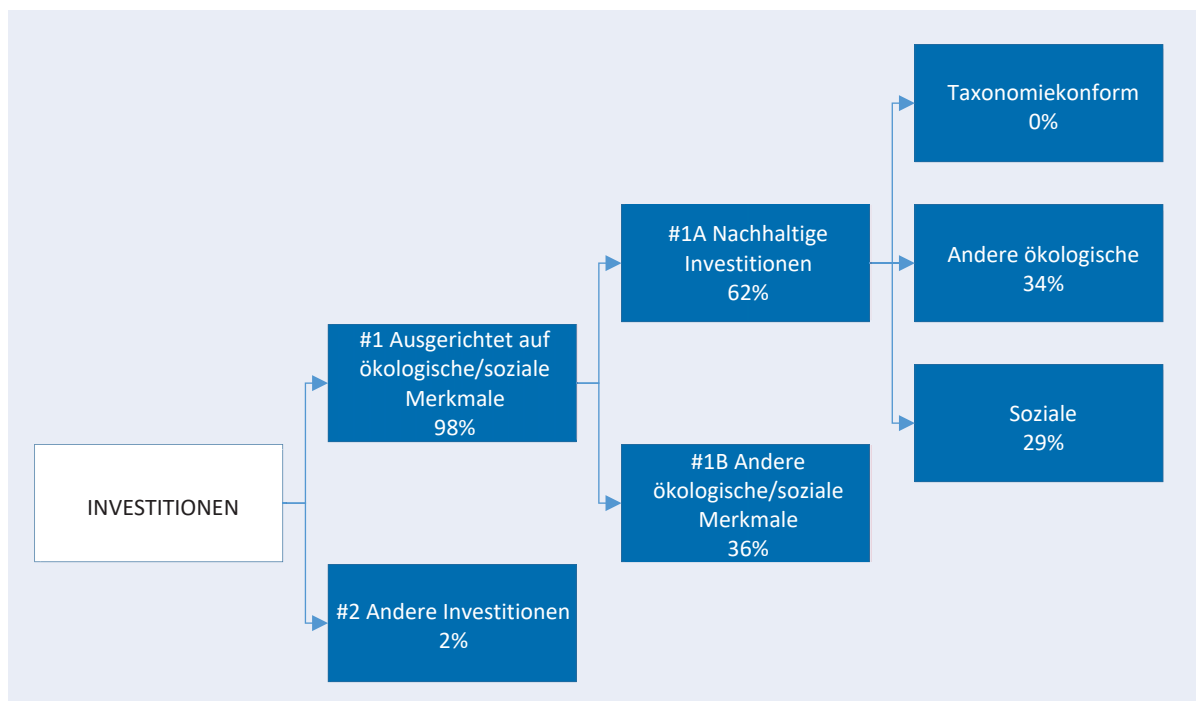 INVESTITIONEN
#1 Ausgerichtet auf
ökologische/soziale
Merkmale
98%
#2 Andere Investitionen
2%
#1A Nachhaltige
Investitionen
62%
#1B Andere
ökologische/soziale
Merkmale
36%
Taxonomiekonform
0%
Andere ökologische
34%
Soziale
29%